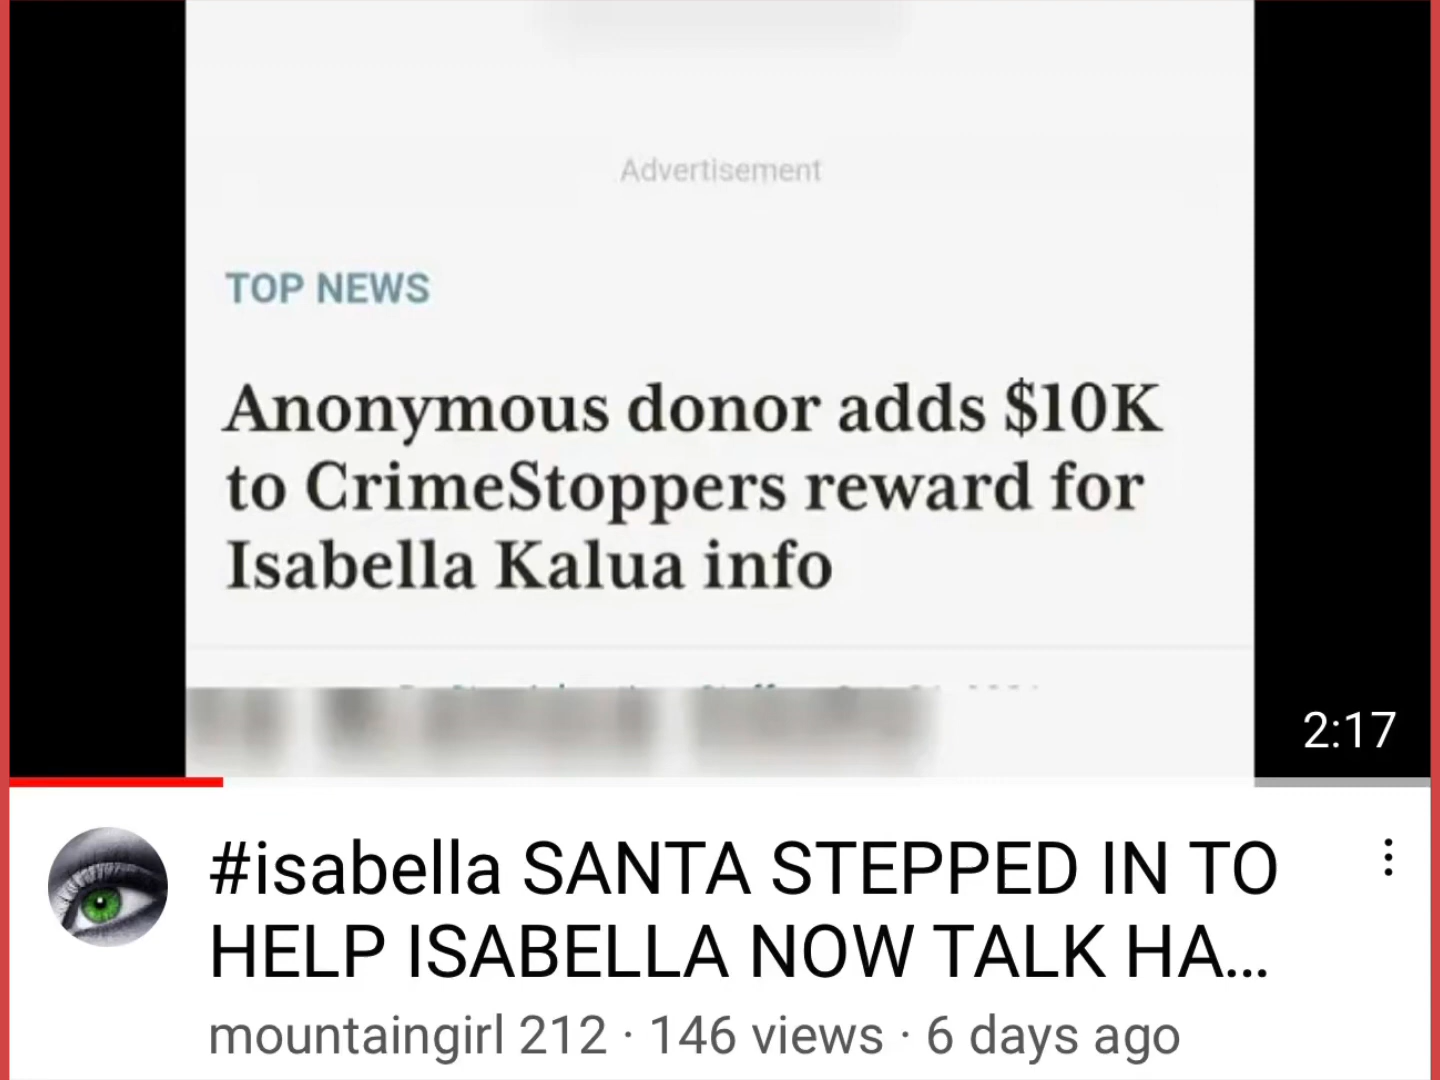 Advertisement
TOP NEWS
Anonymous donor adds $10K
to CrimeStoppers reward for
Isabella Kalua info
2:17
#isabella SANTA STEPPED IN TO
HELP ISABELLA NOW TALK HA...
mountaingirl 212 · 146 views · 6 days ago